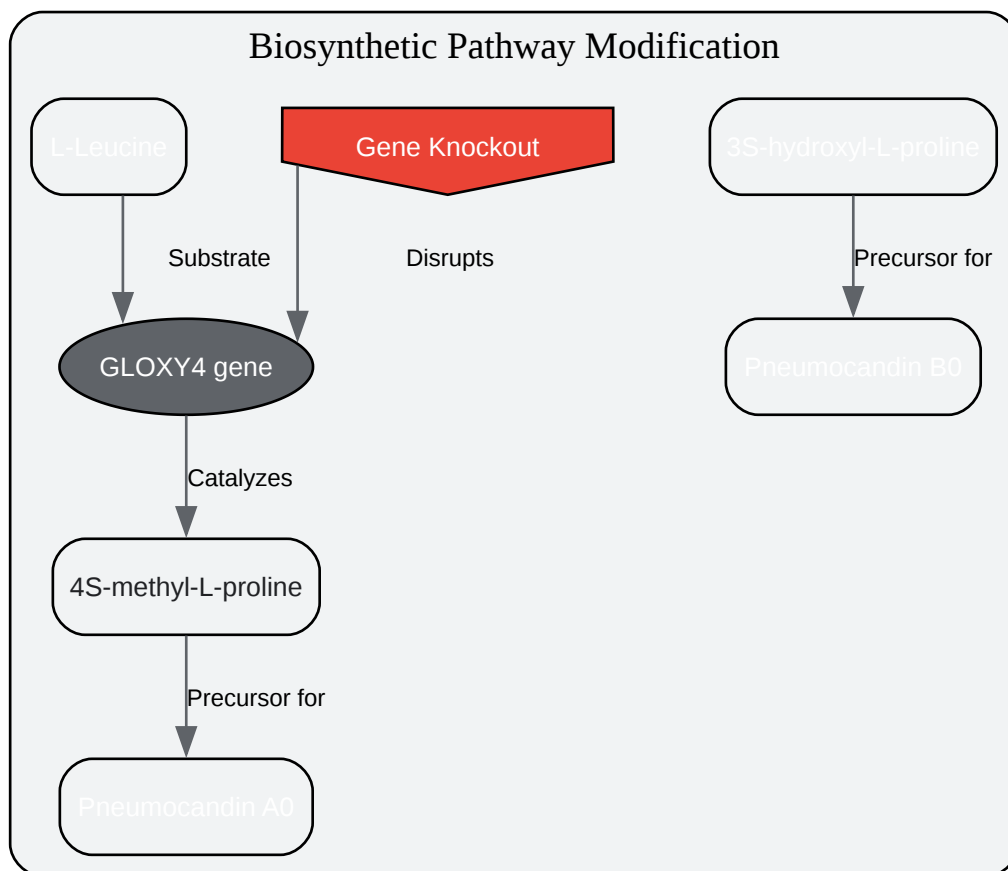 Biosynthetic Pathway Modification
L-Leucine
Gene Knockout
3S-hydroxyl-L-proline
Substrate
Disrupts
Precursor for
GLOXY4 gene
Pneumocandin B0
Catalyzes
4S-methyl-L-proline
Precursor for
Pneumocandin A0